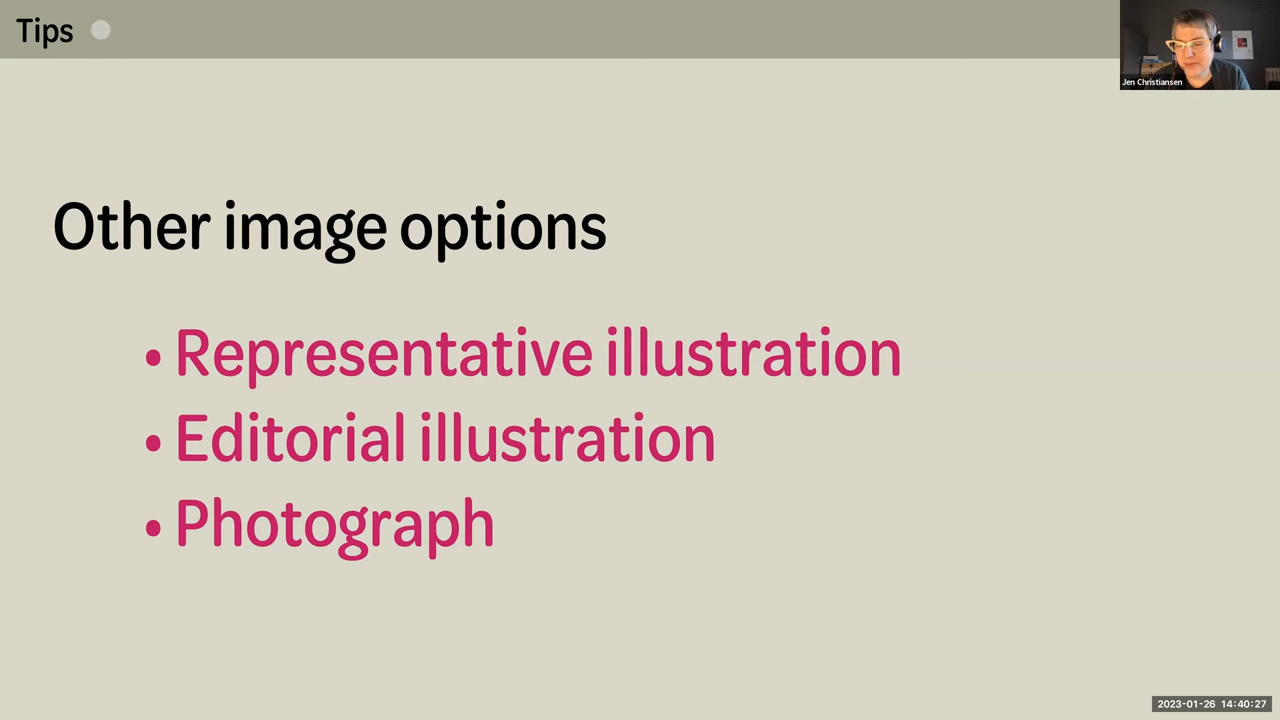 Tips
Jen Christiansen
Other image options
• Representative illustration
• Editorial illustration
• Photograph
2023-01-26 14:40:27